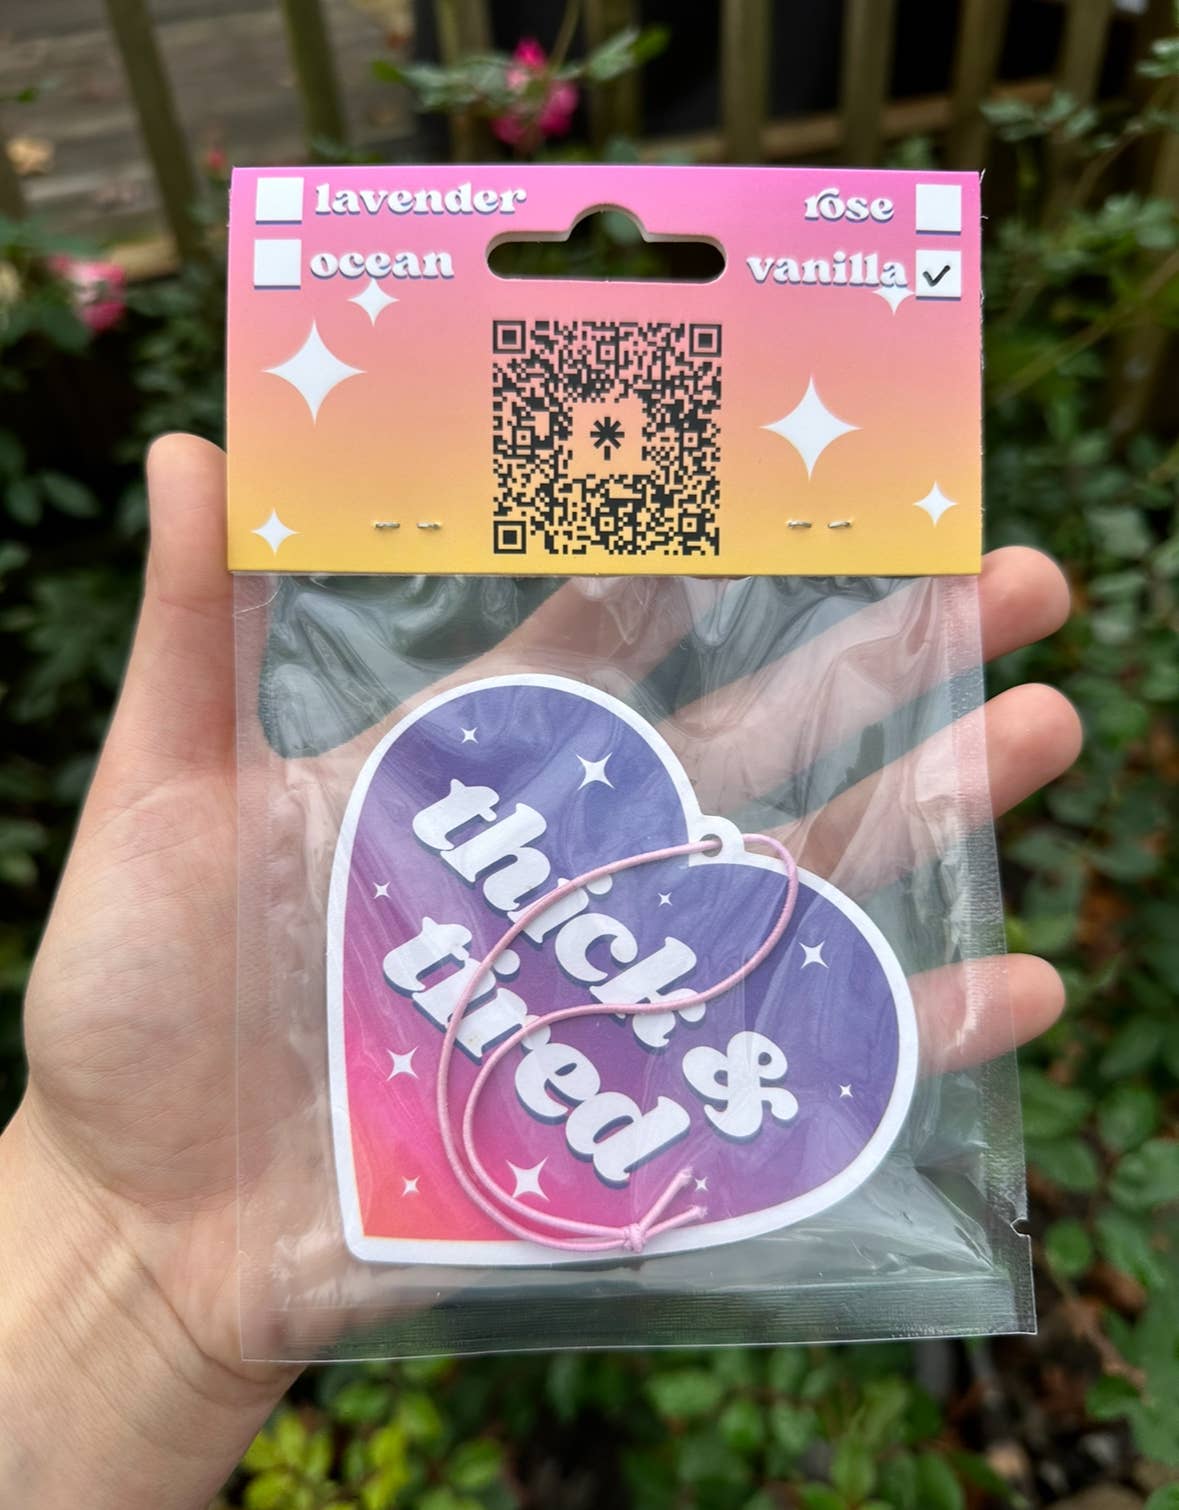 lavender
rose
ocean
vanilla
thick &
tired